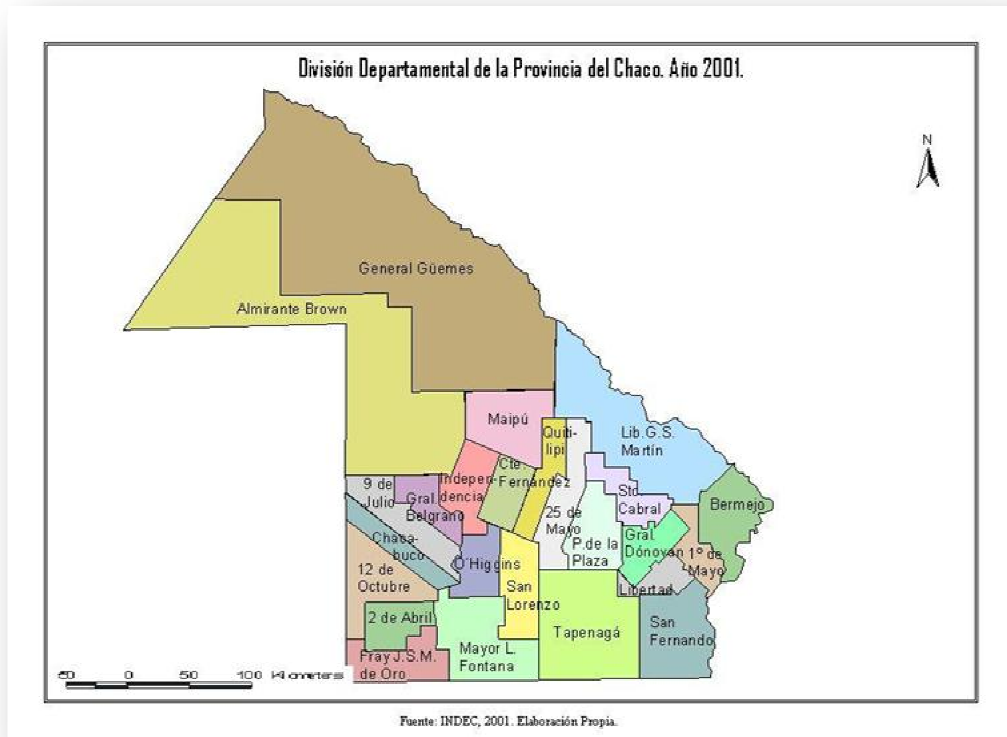 División Departamental de la Provincia del Chaco. Año 2001.
N
General Güemes
Almirante Brown
Maipú
Quiti-
lipi
Lib.G.S.
Martín
Cte.
Fernández
Indepen-
dencia
9 de
Julio
Gral.
Belgrano
Sto
Cabral
Bermejo
25 de
Mayo
Chaca-
buco
P.de la
Plaza
Gral.
Dónovan
1º de
Mayo
O'Higgins
12 de
Octubre
San
Lorenzo
Libertad
2 de Abril
San
Fernando
Tapenagá
Mayor L.
Fontana
Fray J.S.M.
de Oro
50 0 50 100
Fuente: INDEC, 2001. Elaboración Propia.